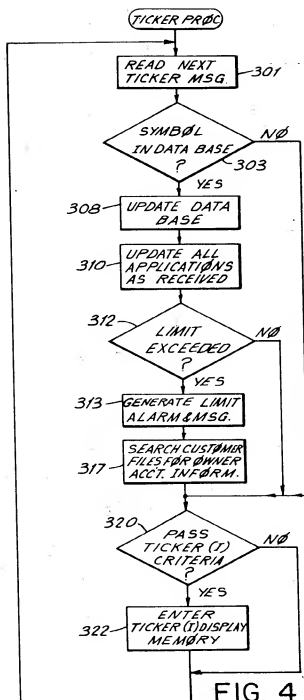 TICKER PRØC
READ NEXT
TICKER MSG.
301
SYMBØL
IN DATA BASE
?
NØ
303
YES
308
UPDATE DATA
BASE
310
UPDATE ALL
APPLICATIØNS
AS RECEIVED
312
LIMIT
EXCEEDED
?
NØ
YES
313
GENERATE LIMIT
ALARM & MSG.
317
SEARCH CUSTØMER
FILES FØR ØWNER
ACC'T. INFØRM.
320
PASS
TICKER (I)
CRITERIA
?
NØ
YES
322
ENTER
TICKER(I) DISPLAY
MEMØRY
FIG 4